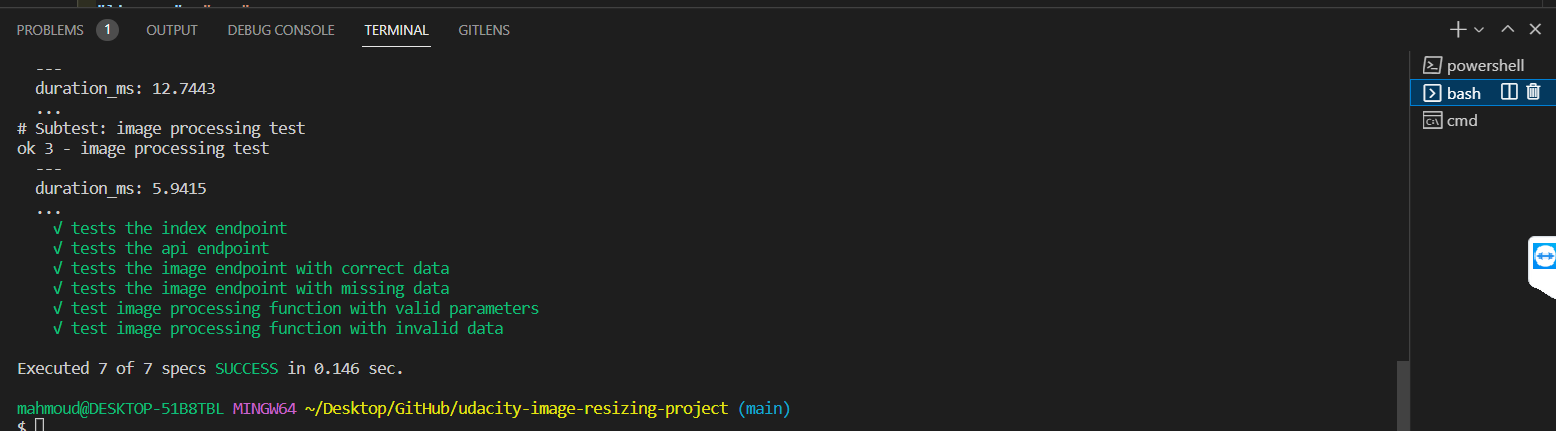 PROBLEMS 1 OUTPUT DEBUG CONSOLE TERMINAL GITLENS
---
duration_ms: 12.7443
...
# Subtest: image processing test
ok 3 - image processing test
---
duration_ms: 5.9415
...
√ tests the index endpoint
√ tests the api endpoint
√ tests the image endpoint with correct data
√ tests the image endpoint with missing data
√ test image processing function with valid parameters
√ test image processing function with invalid data
Executed 7 of 7 specs SUCCESS in 0.146 sec.
mahmoud@DESKTOP-51B8TBL MINGW64 ~/Desktop/GitHub/udacity-image-resizing-project (main)
$
powershell
bash
cmd